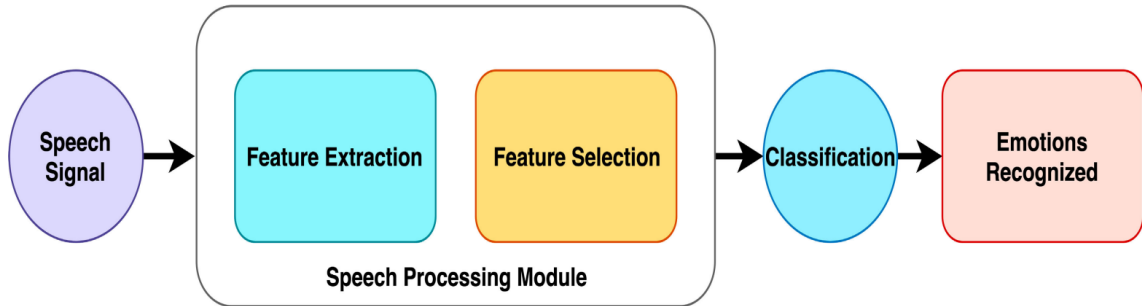 Speech
Signal
Feature Extraction
Feature Selection
Speech Processing Module
Classification
Emotions
Recognized